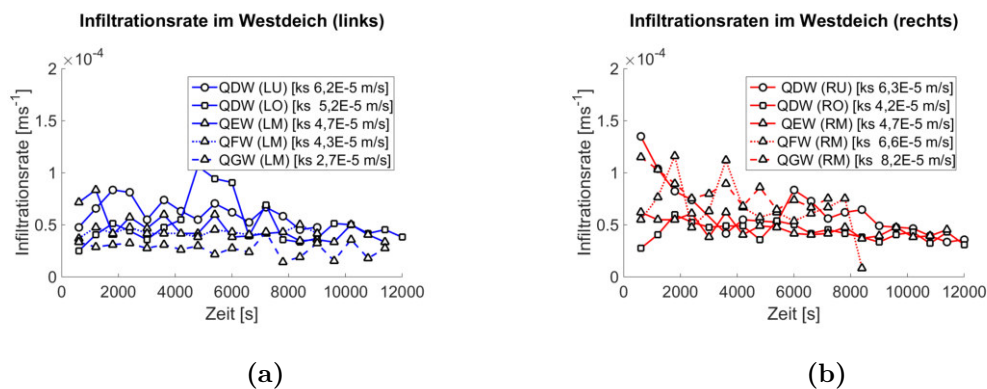 Infiltrationsrate im Westdeich (links)
×10⁻⁴
2
1.5
1
0.5
0
Infiltrationsrate [ms⁻¹]
QDW (LU) [ks 6,2E-5 m/s]
QDW (LO) [ks 5,2E-5 m/s]
QEW (LM) [ks 4,7E-5 m/s]
QFW (LM) [ks 4,3E-5 m/s]
QGW (LM) [ks 2,7E-5 m/s]
0 2000 4000 6000 8000 10000 12000
Zeit [s]
(a)
Infiltrationsraten im Westdeich (rechts)
×10⁻⁴
2
1.5
1
0.5
0
Infiltrationsrate [ms⁻¹]
QDW (RU) [ks 6,3E-5 m/s]
QDW (RO) [ks 4,2E-5 m/s]
QEW (RM) [ks 4,7E-5 m/s]
QFW (RM) [ks 6,6E-5 m/s]
QGW (RM) [ks 8,2E-5 m/s]
0 2000 4000 6000 8000 10000 12000
Zeit [s]
(b)